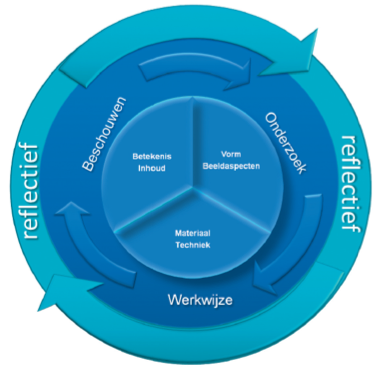 Beschouwen
Onderzoek
reflectief
reflectief
Betekenis
Inhoud
Vorm
Beeldaspecten
Materiaal
Techniek
Werkwijze